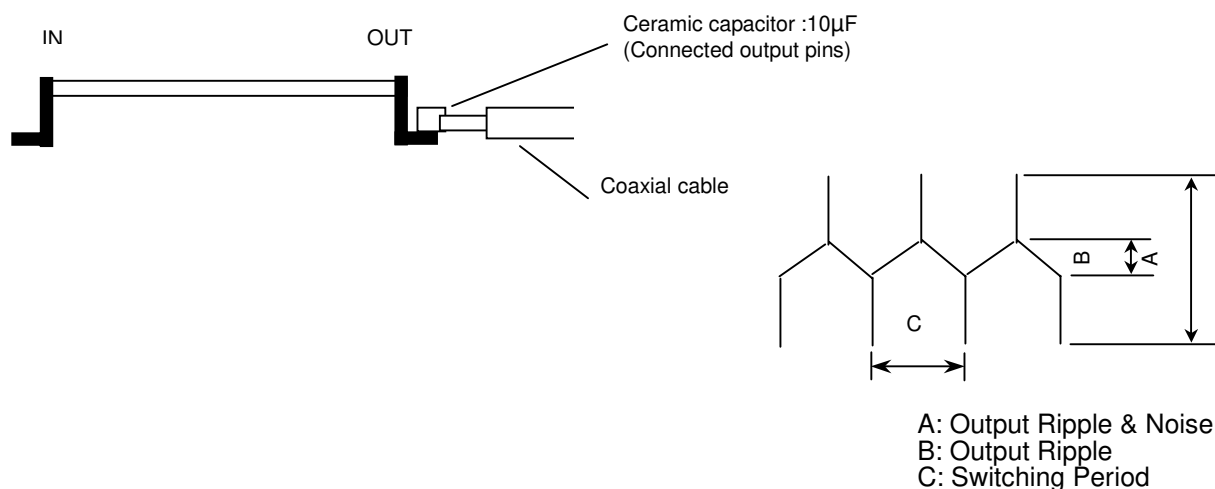 IN
OUT
Ceramic capacitor :10µF
(Connected output pins)
Coaxial cable
B
A
C
A: Output Ripple & Noise
B: Output Ripple
C: Switching Period